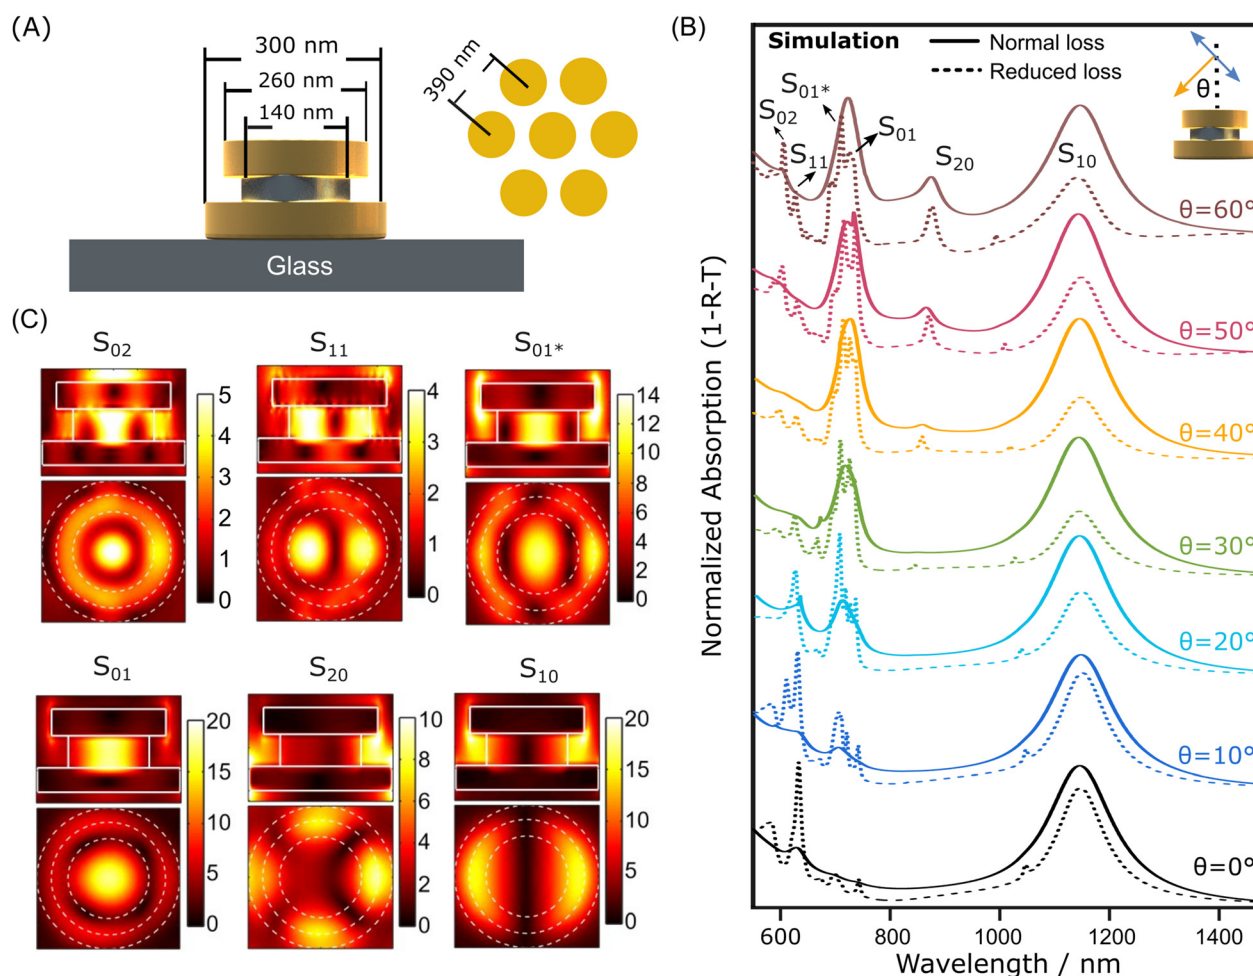 (A)
300 nm
260 nm
140 nm
390 nm
Glass
(B)
Simulation
Normal loss
Reduced loss
θ
S01*
S02
S11
S01
S20
S10
θ=60°
θ=50°
θ=40°
θ=30°
θ=20°
θ=10°
θ=0°
Normalized Absorption (1-R-T)
600 800 1000 1200 1400
Wavelength / nm
(C)
S02
5
4
3
2
1
0
S11
4
3
2
1
0
S01*
14
12
10
8
6
4
2
0
S01
20
15
10
5
0
S20
10
8
6
4
2
0
S10
20
15
10
5
0